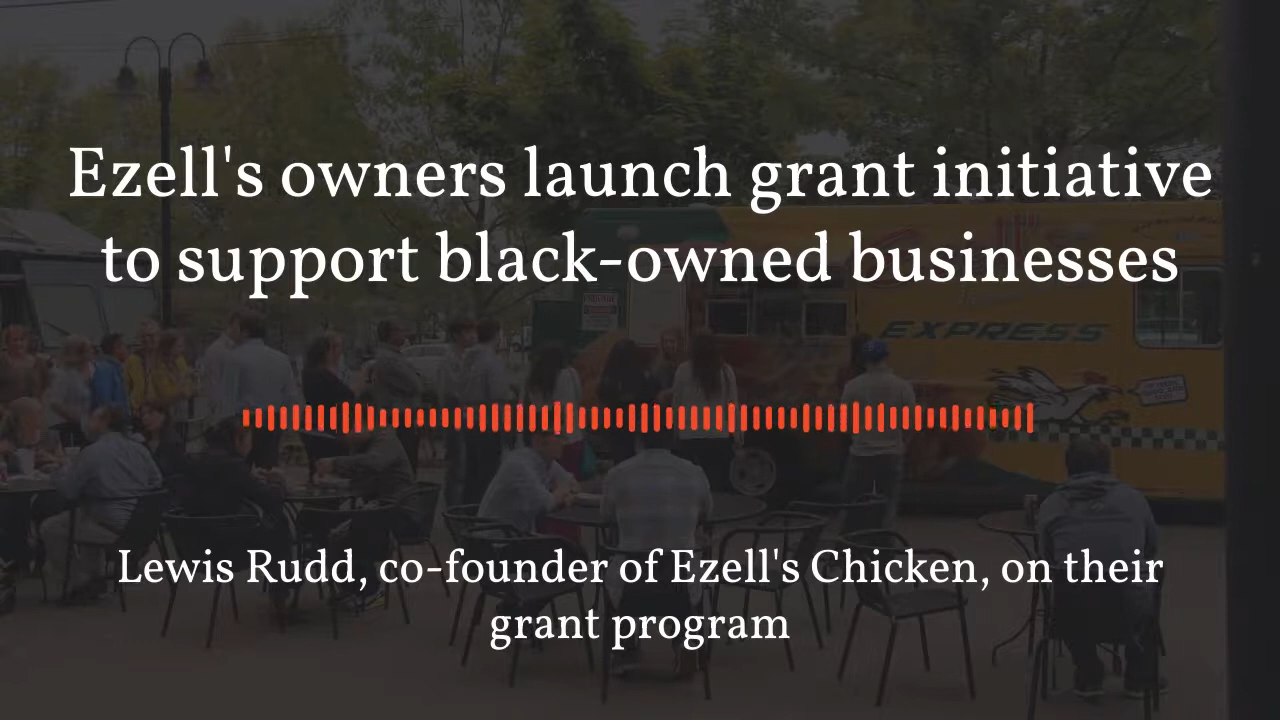 Ezell's owners launch grant initiative
to support black-owned businesses
EXPRESS
Lewis Rudd, co-founder of Ezell's Chicken, on their
grant program